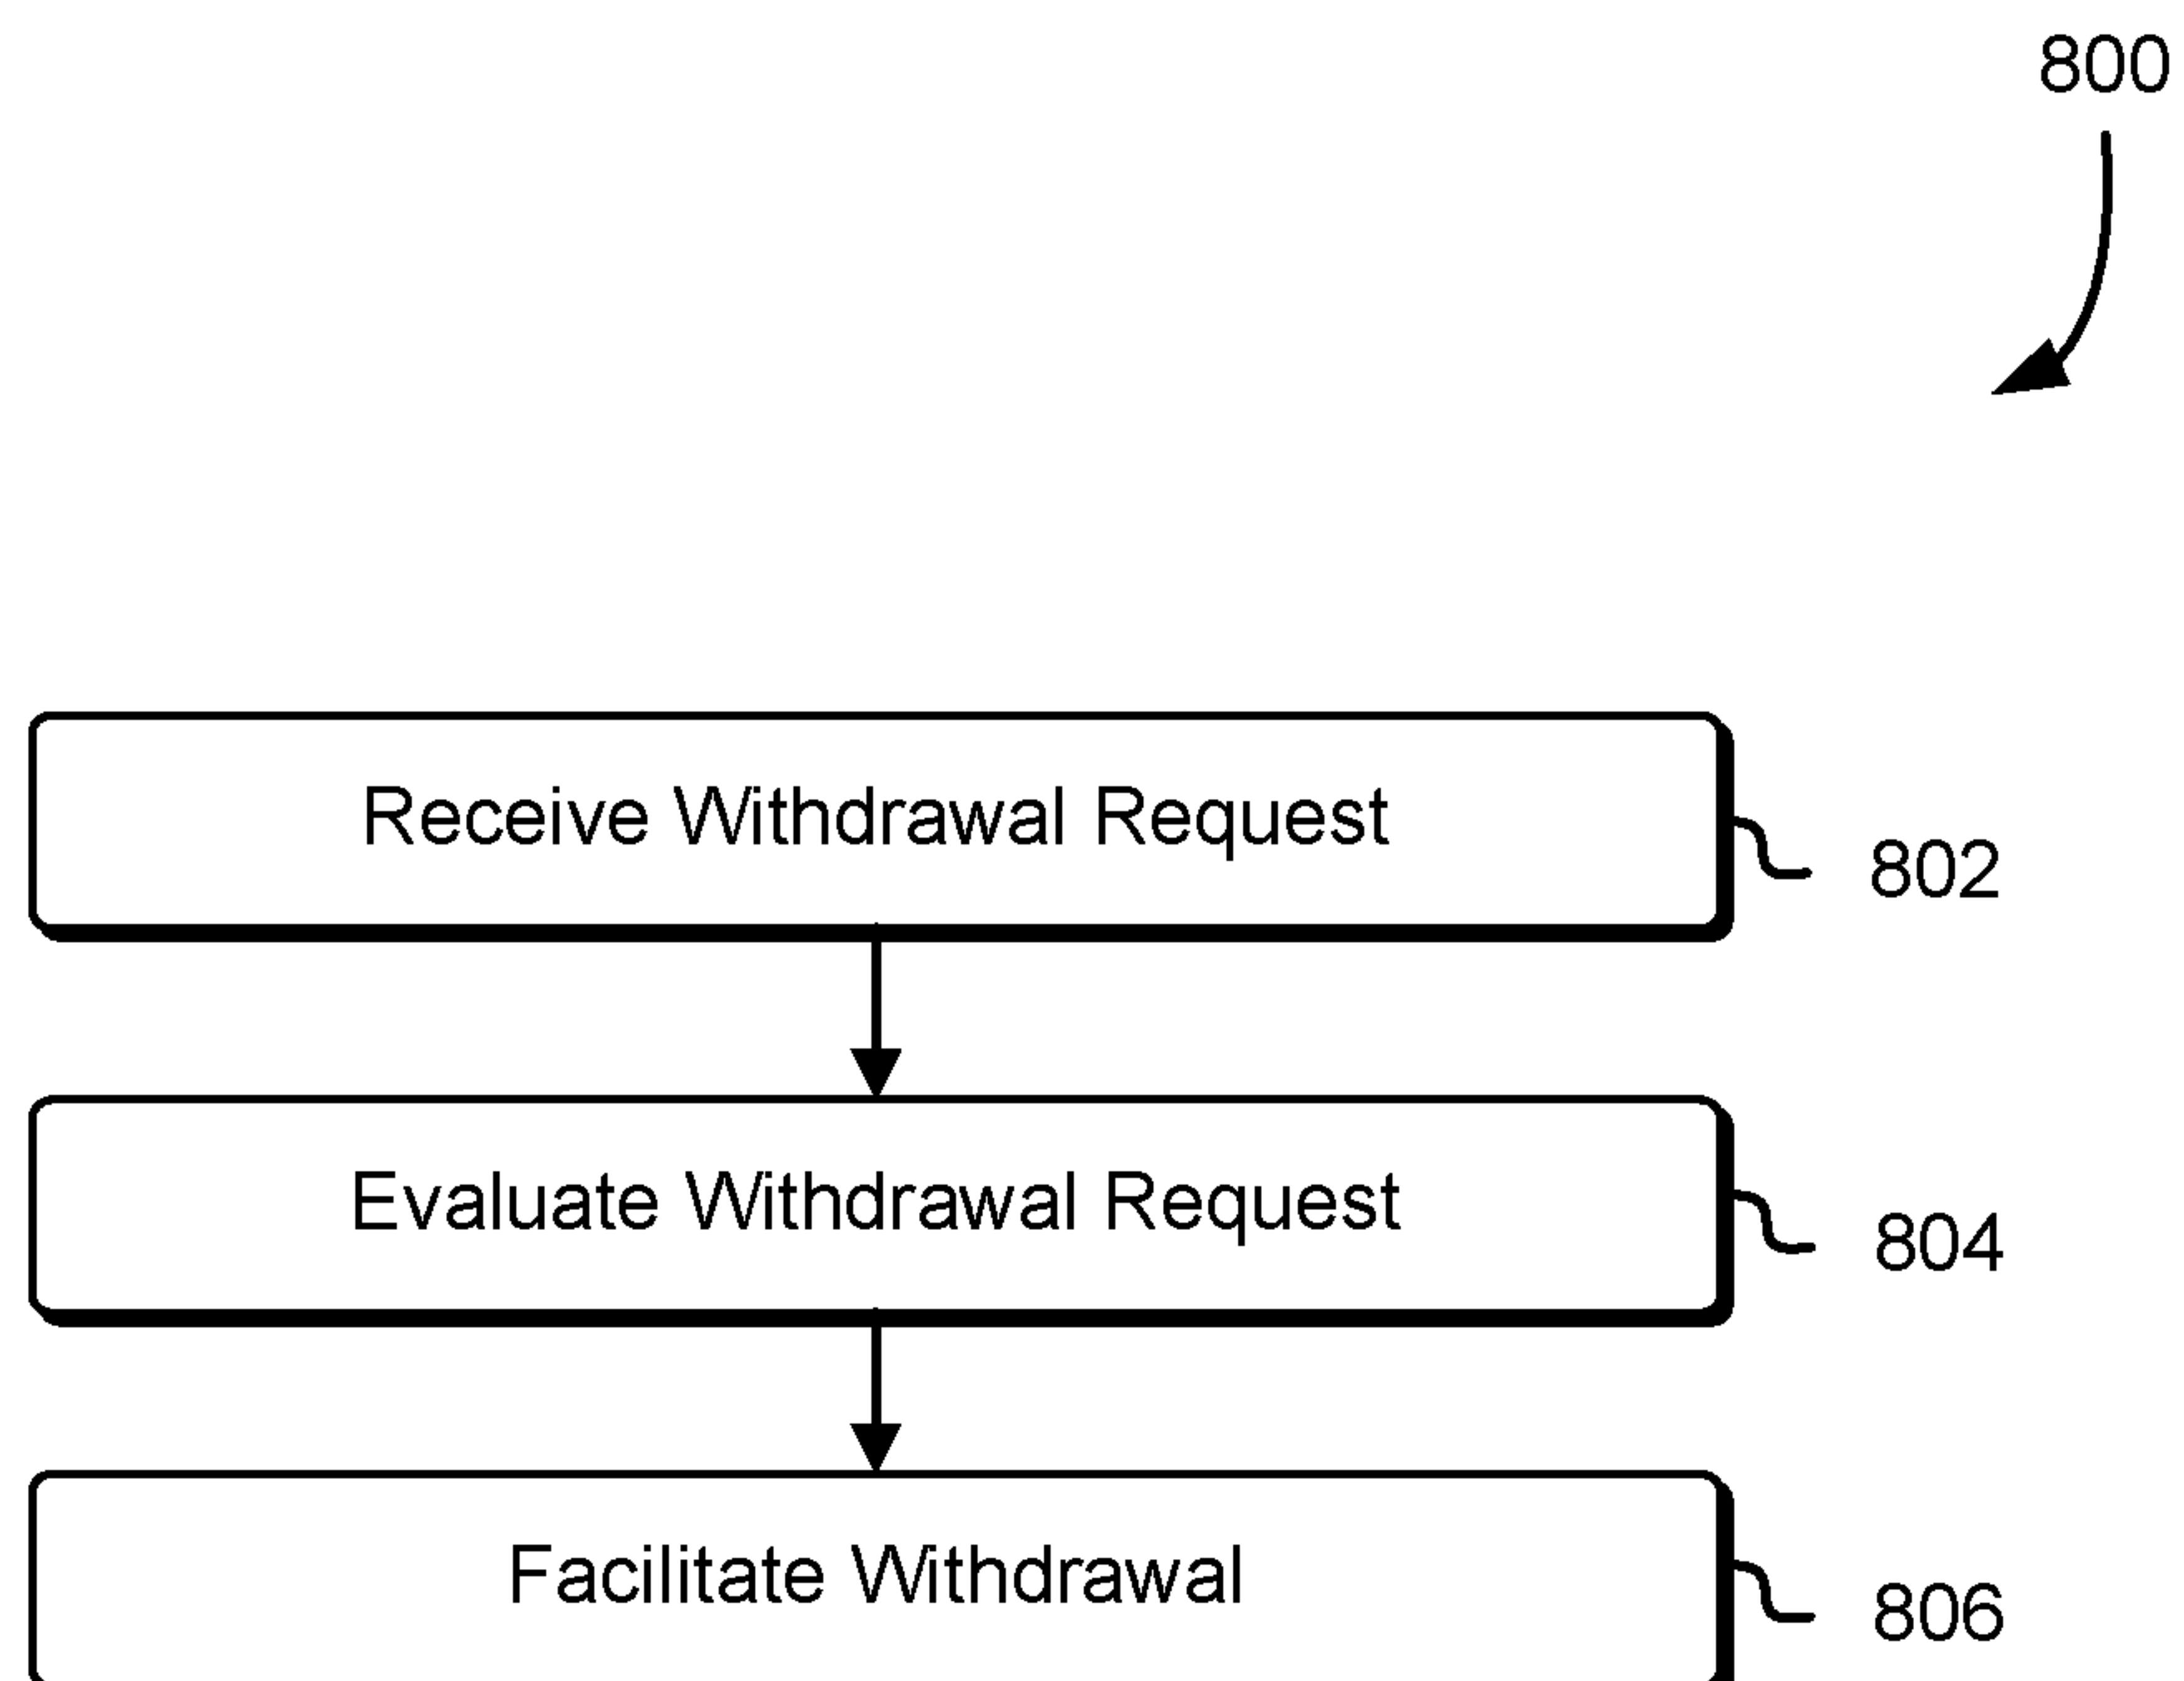 800
Receive Withdrawal Request
802
Evaluate Withdrawal Request
804
Facilitate Withdrawal
806